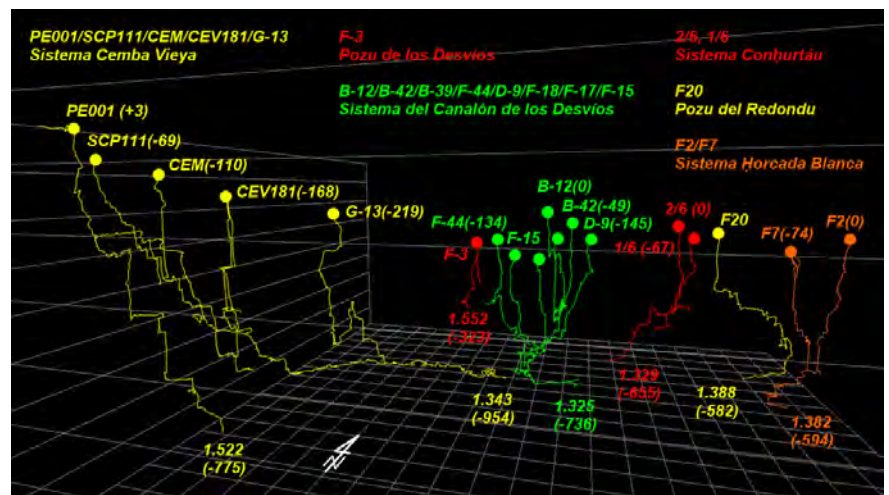 PE001/SCP111/CEM/CEV181/G-13
Sistema Cemba Vieya
F-3
Pozu de los Desvíos
2/6, 1/6
Sistema Conḥurtáu
B-12/B-42/B-39/F-44/D-9/F-18/F-17/F-15
Sistema del Canalón de los Desvíos
F20
Pozu del Redondu
F2/F7
Sistema Ḥorcada Blanca
PE001 (+3)
SCP111(-69)
CEM(-110)
CEV181(-168)
G-13(-219)
B-12(0)
B-42(-49)
F-44(-134)
D-9(-145)
F-15
F-3
2/6 (0)
1/6 (-67)
F20
F7(-74)
F2(0)
1.552
(-323)
1.329
(-655)
1.388
(-582)
1.343
(-954)
1.325
(-736)
1.382
(-594)
1.522
(-775)
N